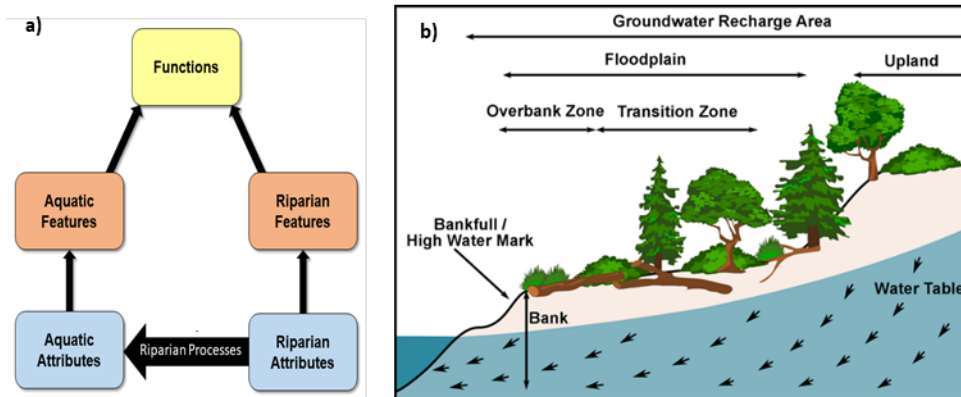 a)
Functions
Aquatic
Features
Riparian
Features
Aquatic
Attributes
Riparian Processes
Riparian
Attributes
b)
Groundwater Recharge Area
Floodplain
Upland
Overbank Zone
Transition Zone
Bankfull /
High Water Mark
Water Table
Bank